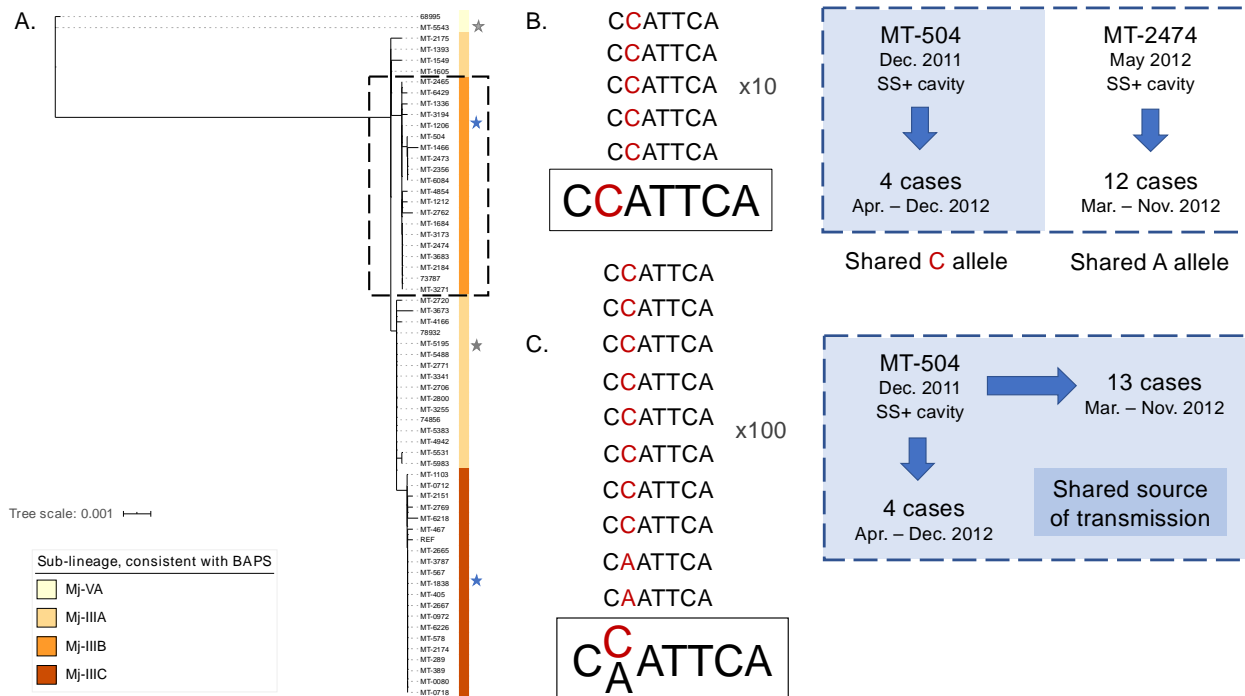 A.
68995
MT-5543
MT-2175
MT-1393
MT-1549
MT-1605
MT-2465
MT-6429
MT-1336
MT-3194
MT-1206
MT-504
MT-1466
MT-2473
MT-2356
MT-6084
MT-4854
MT-1212
MT-2762
MT-1684
MT-3173
MT-2474
MT-3683
MT-2184
73787
MT-3271
MT-2720
MT-3673
MT-4166
78932
MT-5195
MT-5488
MT-2771
MT-3341
MT-2706
MT-2800
MT-3255
74856
MT-5383
MT-4942
MT-5531
MT-5983
MT-1103
MT-0712
MT-2151
MT-2769
MT-6218
MT-467
REF
MT-2665
MT-3787
MT-567
MT-1838
MT-405
MT-2667
MT-0972
MT-6226
MT-578
MT-2174
MT-289
MT-389
MT-0080
MT-0718
Tree scale: 0.001
Sub-lineage, consistent with BAPS
Mj-VA
Mj-IIIA
Mj-IIIB
Mj-IIIC
B.
CCATTCA
CCATTCA
CCATTCA
CCATTCA
CCATTCA
x10
CCATTCA
MT-504
Dec. 2011
SS+ cavity
4 cases
Apr. – Dec. 2012
Shared C allele
MT-2474
May 2012
SS+ cavity
12 cases
Mar. – Nov. 2012
Shared A allele
C.
CCATTCA
CCATTCA
CCATTCA
CCATTCA
CCATTCA
CCATTCA
CCATTCA
CCATTCA
CAATTCA
CAATTCA
x100
C
C ATTCA
A
MT-504
Dec. 2011
SS+ cavity
13 cases
Mar. – Nov. 2012
4 cases
Apr. – Dec. 2012
Shared source
of transmission